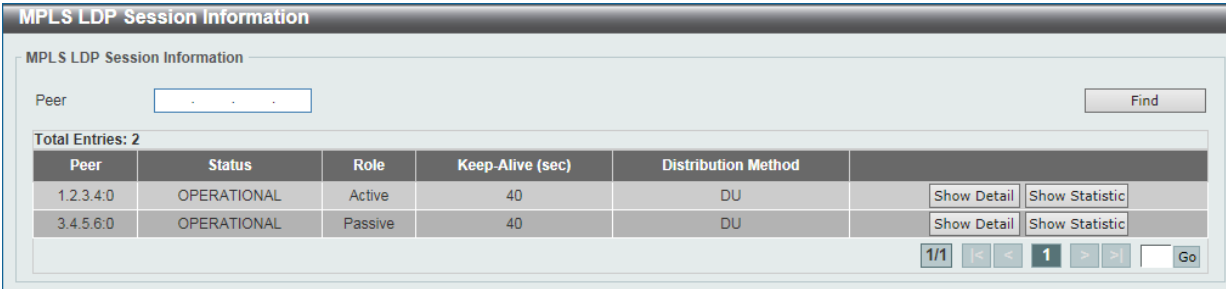 MPLS LDP Session Information
MPLS LDP Session Information
Peer . . . Find
Total Entries: 2
Peer Status Role Keep-Alive (sec) Distribution Method
1.2.3.4:0 OPERATIONAL Active 40 DU Show Detail Show Statistic
3.4.5.6:0 OPERATIONAL Passive 40 DU Show Detail Show Statistic
1/1 |< < 1 > >| Go